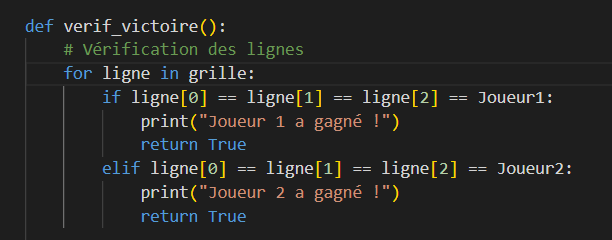 def verif_victoire():
    # Vérification des lignes
    for ligne in grille:
        if ligne[0] == ligne[1] == ligne[2] == Joueur1:
            print("Joueur 1 a gagné !")
            return True
        elif ligne[0] == ligne[1] == ligne[2] == Joueur2:
            print("Joueur 2 a gagné !")
            return True